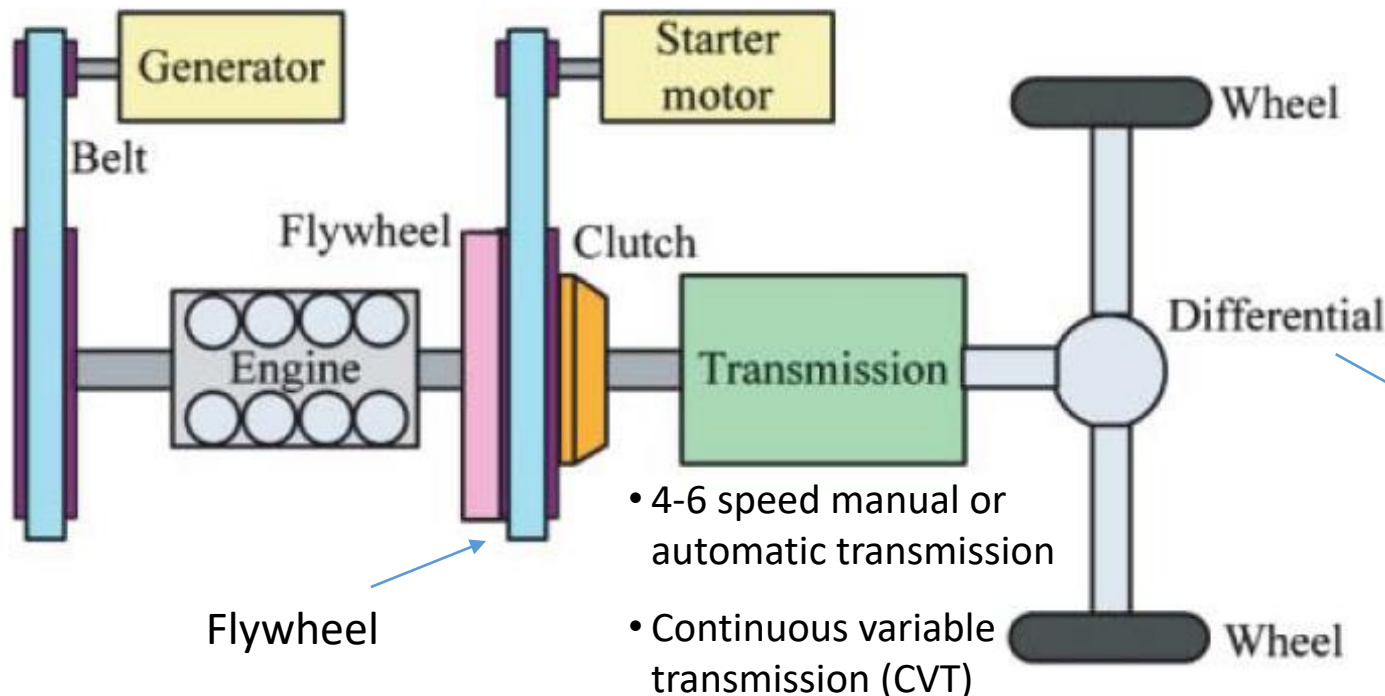 Generator
Starter
motor
Wheel
Belt
Flywheel
Clutch
Differential
Engine
Transmission
• 4-6 speed manual or
automatic transmission
Flywheel
• Continuous variable
transmission (CVT)
Wheel